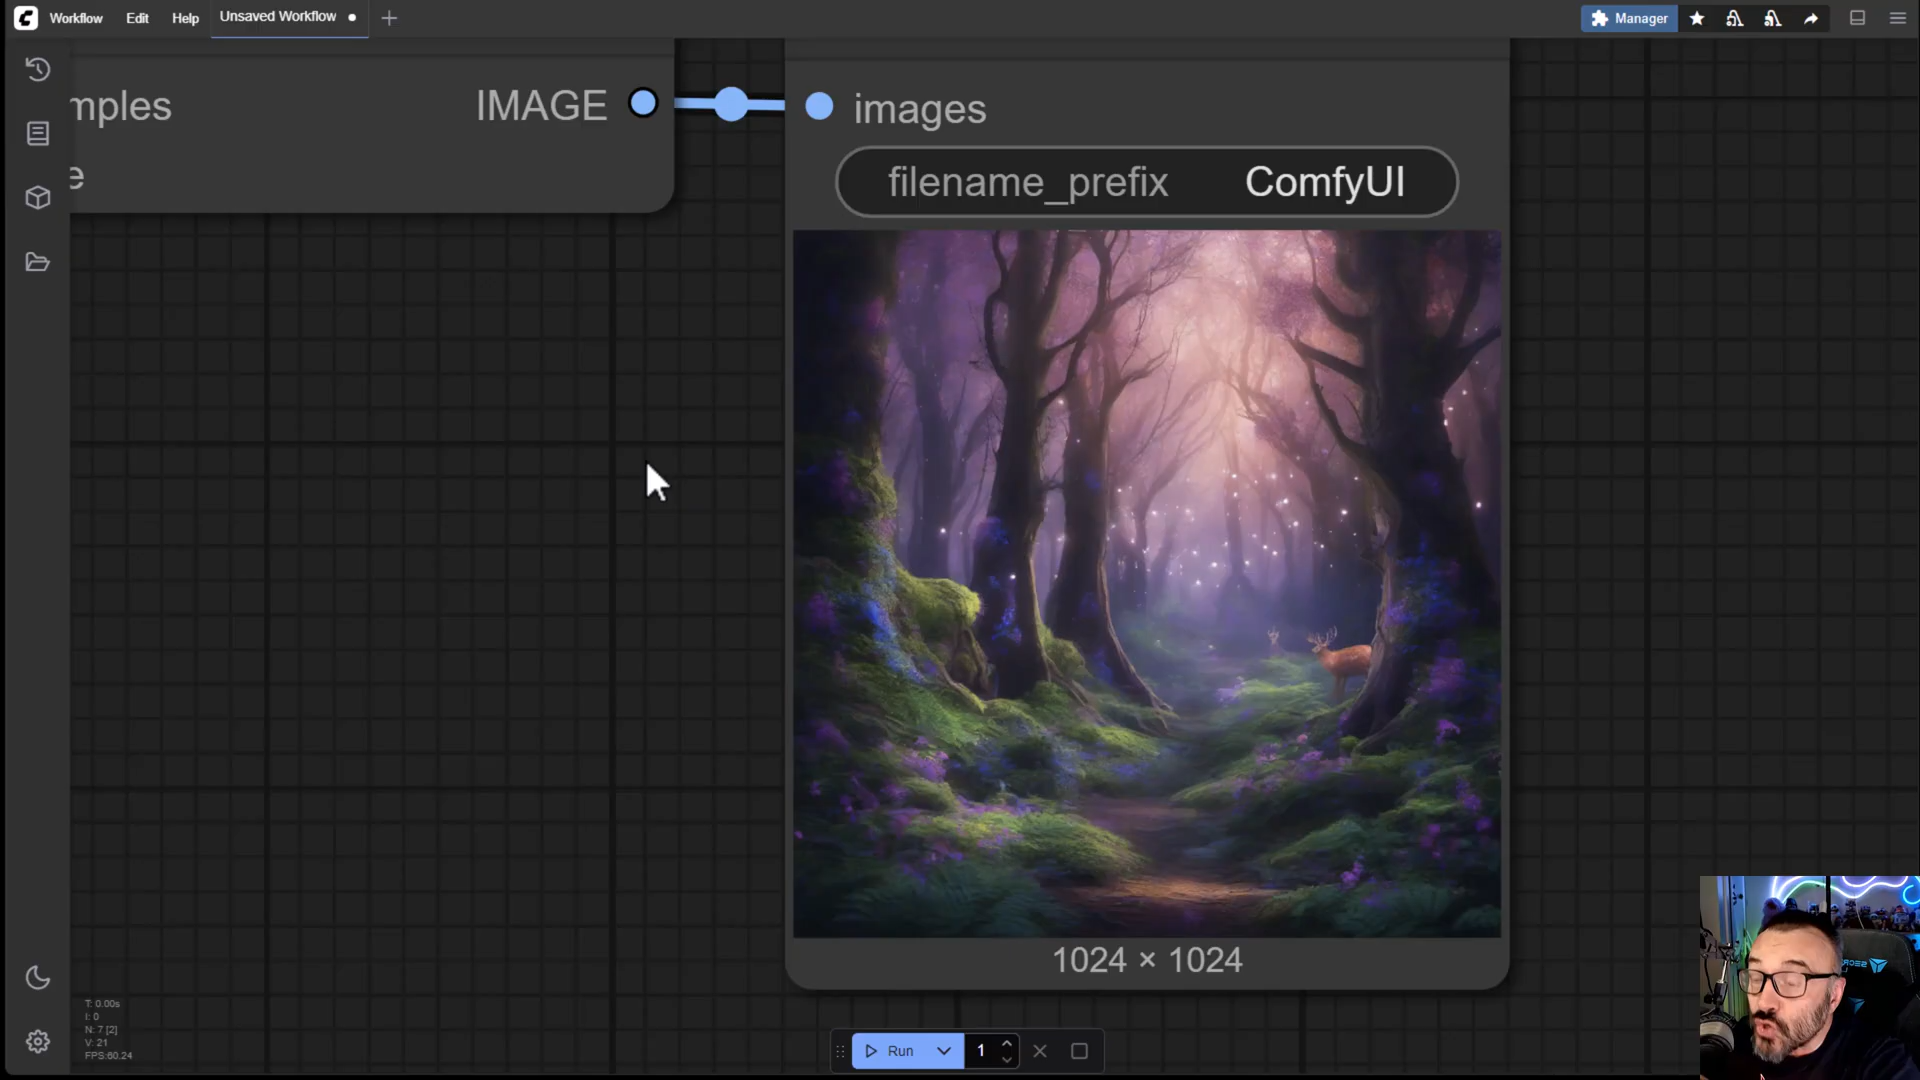 Workflow Edit Help Unsaved Workflow
Manager
mples
IMAGE
images
e
filename_prefix ComfyUI
1024 × 1024
T: 0.00s
I: 0
N: 7 [2]
V: 21
FPS:60.24
Run 1